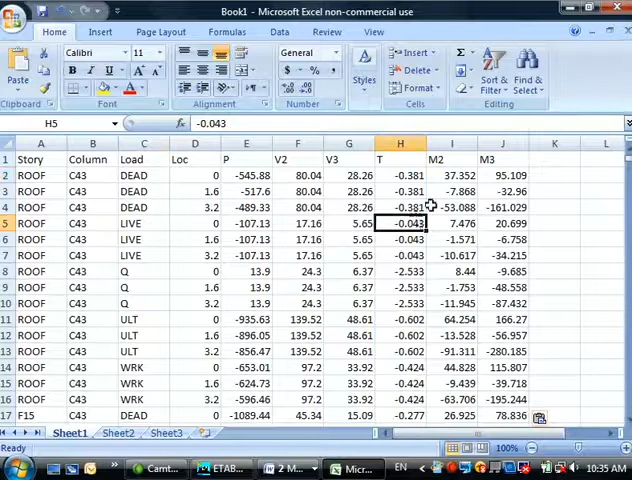 Book1 - Microsoft Excel non-commercial use
Home Insert Page Layout Formulas Data Review View
Paste
Clipboard
Calibri 11
B I U A A
Font
Alignment
General
$ % ,
Number
Styles
Insert
Delete
Format
Cells
Sort & Filter
Find & Select
Editing
H5 fx -0.043
A B C D E F G H I J K L
1 Story Column Load Loc P V2 V3 T M2 M3
2 ROOF C43 DEAD 0 -545.88 80.04 28.26 -0.381 37.352 95.109
3 ROOF C43 DEAD 1.6 -517.6 80.04 28.26 -0.381 -7.868 -32.96
4 ROOF C43 DEAD 3.2 -489.33 80.04 28.26 -0.381 -53.088 -161.029
5 ROOF C43 LIVE 0 -107.13 17.16 5.65 -0.043 7.476 20.699
6 ROOF C43 LIVE 1.6 -107.13 17.16 5.65 -0.043 -1.571 -6.758
7 ROOF C43 LIVE 3.2 -107.13 17.16 5.65 -0.043 -10.617 -34.215
8 ROOF C43 Q 0 13.9 24.3 6.37 -2.533 8.44 -9.685
9 ROOF C43 Q 1.6 13.9 24.3 6.37 -2.533 -1.753 -48.558
10 ROOF C43 Q 3.2 13.9 24.3 6.37 -2.533 -11.945 -87.432
11 ROOF C43 ULT 0 -935.63 139.52 48.61 -0.602 64.254 166.27
12 ROOF C43 ULT 1.6 -896.05 139.52 48.61 -0.602 -13.528 -56.957
13 ROOF C43 ULT 3.2 -856.47 139.52 48.61 -0.602 -91.311 -280.185
14 ROOF C43 WRK 0 -653.01 97.2 33.92 -0.424 44.828 115.807
15 ROOF C43 WRK 1.6 -624.73 97.2 33.92 -0.424 -9.439 -39.718
16 ROOF C43 WRK 3.2 -596.46 97.2 33.92 -0.424 -63.706 -195.244
17 F15 C43 DEAD 0 -1089.44 45.34 15.09 -0.277 26.925 78.836
Sheet1 Sheet2 Sheet3
Ready 100%
Camt... ETAB... 2 M... Micr... EN 10:35 AM